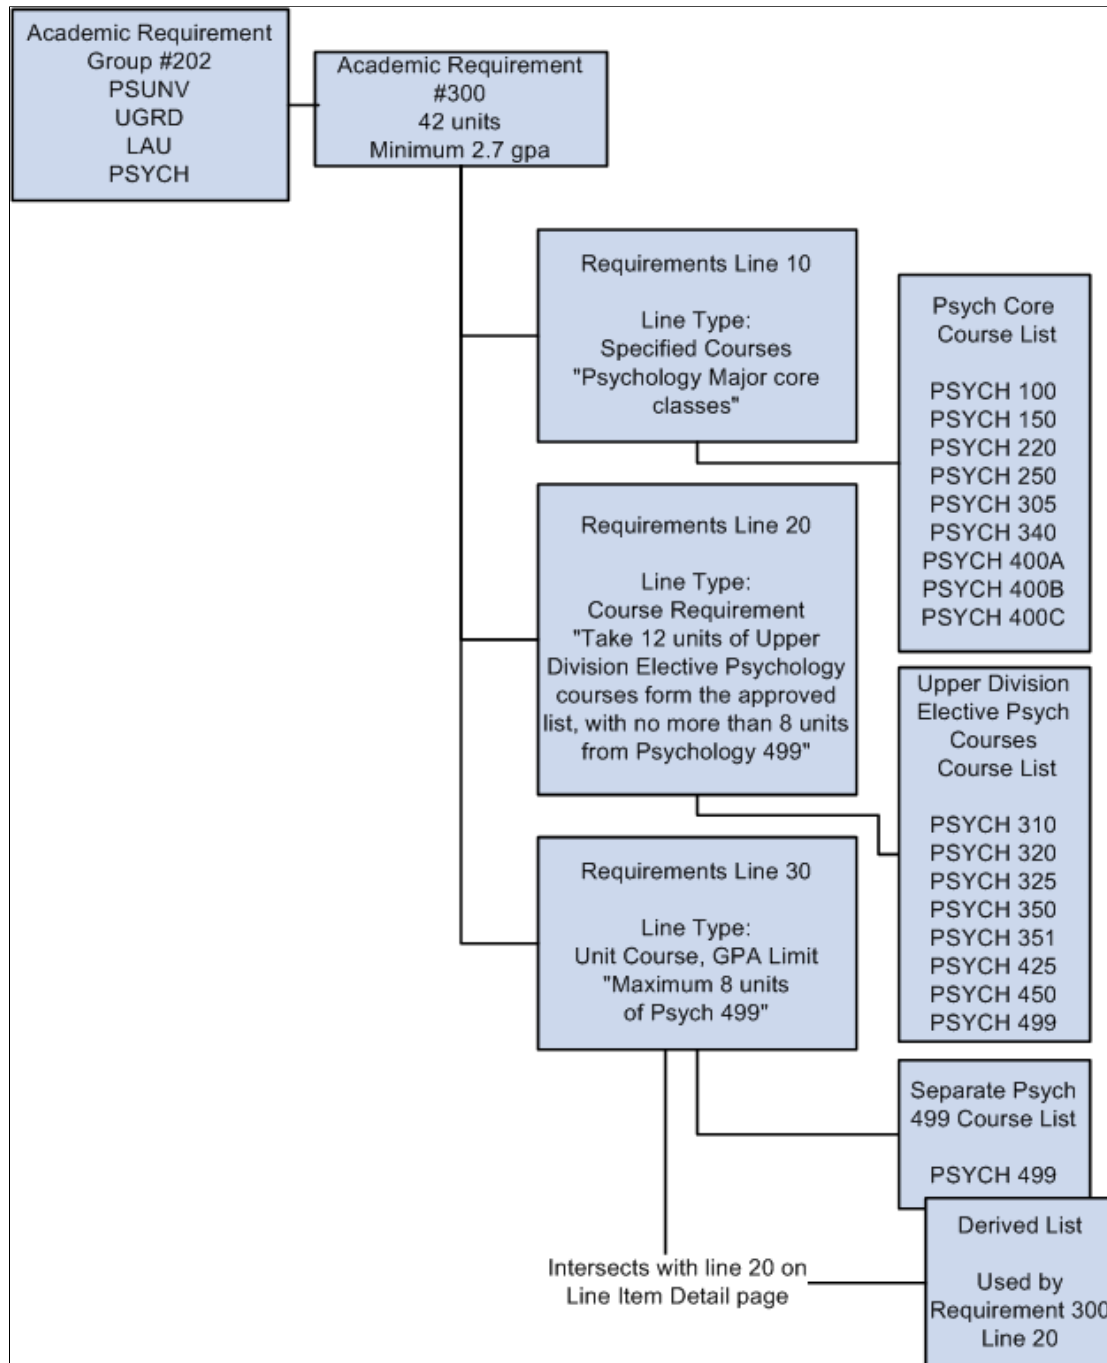 Academic Requirement
Group #202
PSUNV
UGRD
LAU
PSYCH
Academic Requirement
#300
42 units
Minimum 2.7 gpa
Requirements Line 10
Line Type:
Specified Courses
"Psychology Major core
classes"
Psych Core
Course List
PSYCH 100
PSYCH 150
PSYCH 220
PSYCH 250
PSYCH 305
PSYCH 340
PSYCH 400A
PSYCH 400B
PSYCH 400C
Requirements Line 20
Line Type:
Course Requirement
"Take 12 units of Upper
Division Elective Psychology
courses form the approved
list, with no more than 8 units
from Psychology 499"
Upper Division
Elective Psych
Courses
Course List
PSYCH 310
PSYCH 320
PSYCH 325
PSYCH 350
PSYCH 351
PSYCH 425
PSYCH 450
PSYCH 499
Requirements Line 30
Line Type:
Unit Course, GPA Limit
"Maximum 8 units
of Psych 499"
Separate Psych
499 Course List
PSYCH 499
Intersects with line 20 on
Line Item Detail page
Derived List
Used by
Requirement 300
Line 20